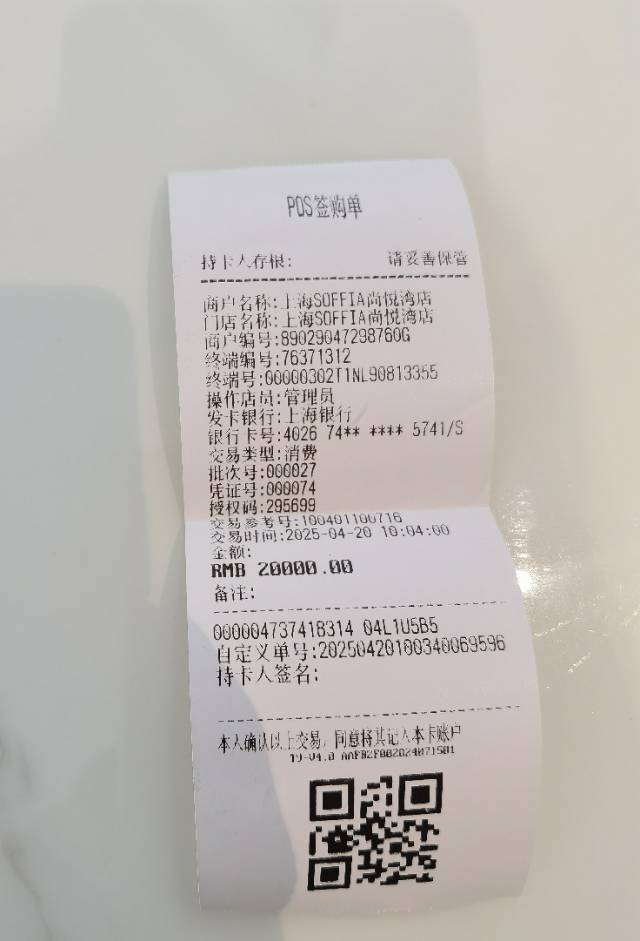 POS签购单
持卡人存根: 请妥善保管
商户名称:上海SOFFIA尚悦湾店
门店名称:上海SOFFIA尚悦湾店
商户编号:89029047298760G
终端编号:76371312
终端号:00000302T1NL90813355
操作店员:管理员
发卡银行:上海银行
银行卡号:4026 74** **** 5741/S
交易类型:消费
批次号:000027
凭证号:000074
授权码:295699
交易参考号:100401100716
交易时间:2025-04-20 10:04:00
金额:
RMB 20000.00
备注:
000004737418314 04L1U5B5
自定义单号:20250420100340069596
持卡人签名:
本人确认以上交易,同意将其记入本卡账户